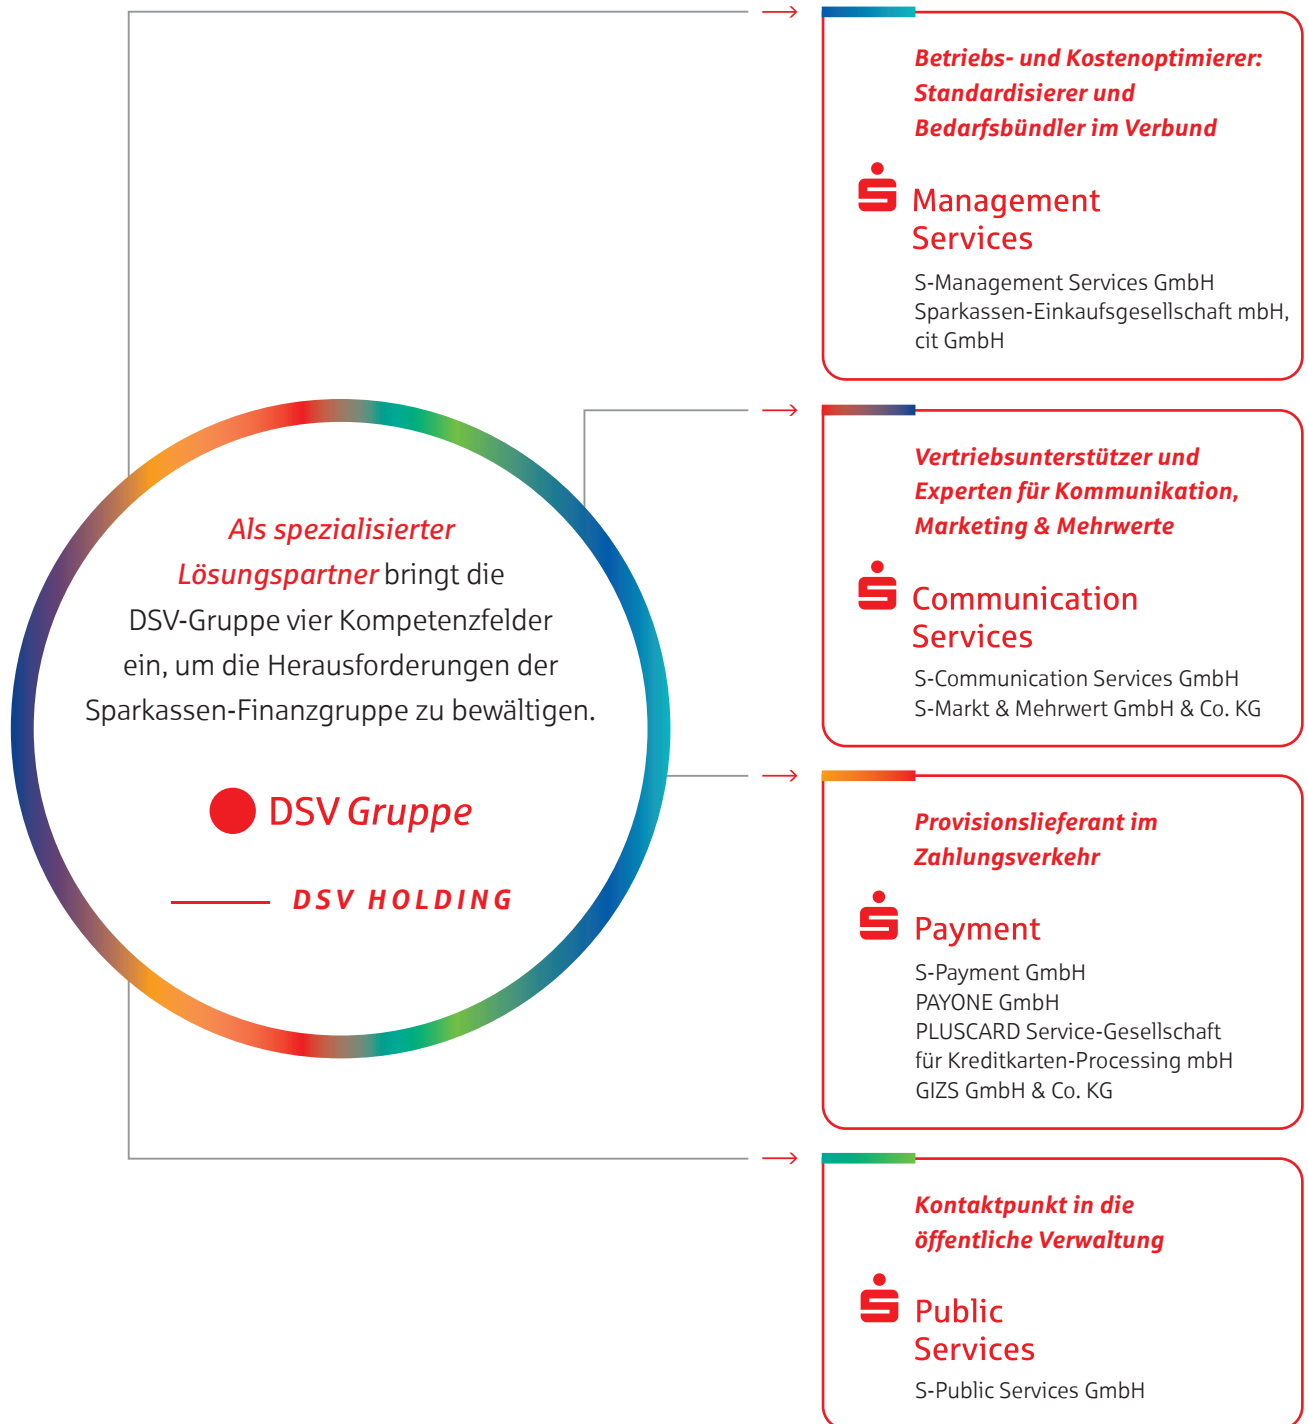 Als spezialisierter
Lösungspartner bringt die
DSV-Gruppe vier Kompetenzfelder
ein, um die Herausforderungen der
Sparkassen-Finanzgruppe zu bewältigen.
DSV Gruppe
DSV HOLDING
Betriebs- und Kostenoptimierer:
Standardisierer und
Bedarfsbündler im Verbund
Management
Services
S-Management Services GmbH
Sparkassen-Einkaufsgesellschaft mbH,
cit GmbH
Vertriebsunterstützer und
Experten für Kommunikation,
Marketing & Mehrwerte
Communication
Services
S-Communication Services GmbH
S-Markt & Mehrwert GmbH & Co. KG
Provisionslieferant im
Zahlungsverkehr
Payment
S-Payment GmbH
PAYONE GmbH
PLUSCARD Service-Gesellschaft
für Kreditkarten-Processing mbH
GIZS GmbH & Co. KG
Kontaktpunkt in die
öffentliche Verwaltung
Public
Services
S-Public Services GmbH